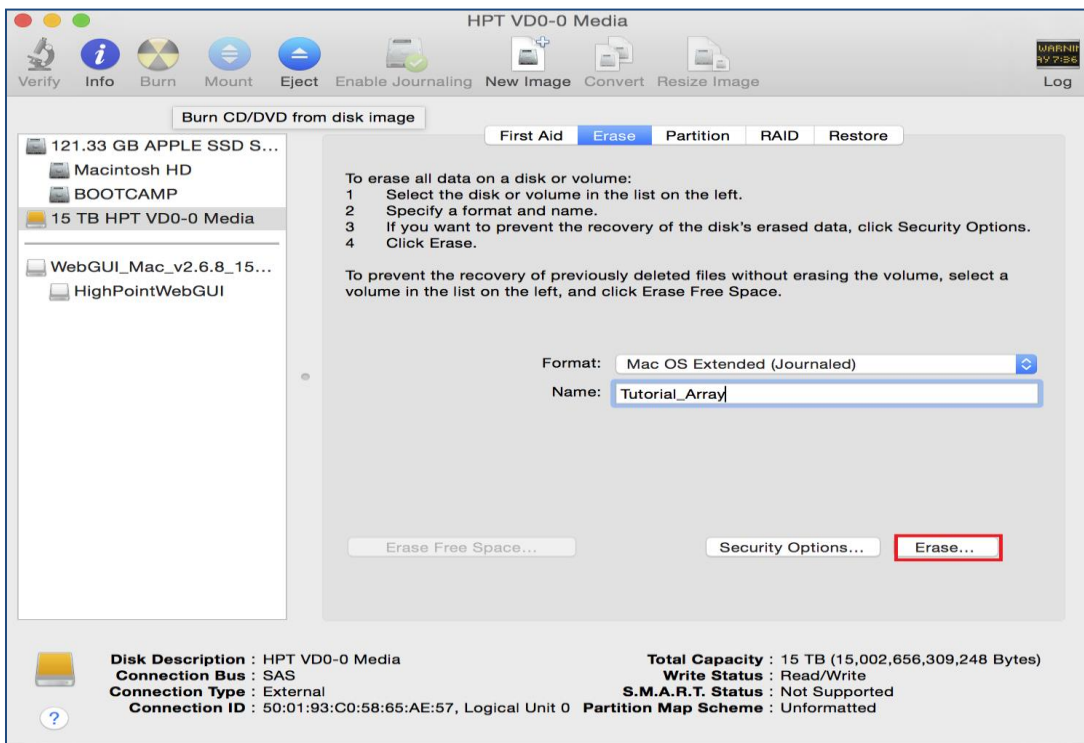 HPT VD0-0 Media
Verify Info Burn Mount Eject Enable Journaling New Image Convert Resize Image Log
WARNIN
AY 7:36
Burn CD/DVD from disk image
121.33 GB APPLE SSD S...
Macintosh HD
BOOTCAMP
15 TB HPT VD0-0 Media
WebGUI_Mac_v2.6.8_15...
HighPointWebGUI
First Aid Erase Partition RAID Restore
To erase all data on a disk or volume:
1 Select the disk or volume in the list on the left.
2 Specify a format and name.
3 If you want to prevent the recovery of the disk's erased data, click Security Options.
4 Click Erase.
To prevent the recovery of previously deleted files without erasing the volume, select a
volume in the list on the left, and click Erase Free Space.
Format: Mac OS Extended (Journaled)
Name: Tutorial_Array
Erase Free Space... Security Options... Erase...
Disk Description : HPT VD0-0 Media
Connection Bus : SAS
Connection Type : External
Connection ID : 50:01:93:C0:58:65:AE:57, Logical Unit 0
Total Capacity : 15 TB (15,002,656,309,248 Bytes)
Write Status : Read/Write
S.M.A.R.T. Status : Not Supported
Partition Map Scheme : Unformatted
?